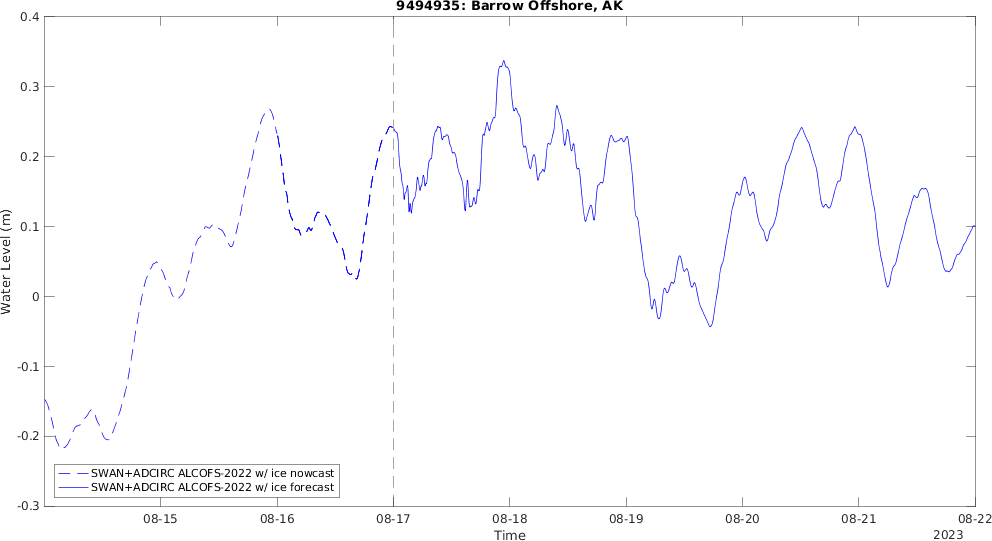 9494935: Barrow Offshore, AK
Water Level (m)
0.4
0.3
0.2
0.1
0
-0.1
-0.2
-0.3
SWAN+ADCIRC ALCOFS-2022 w/ ice nowcast
SWAN+ADCIRC ALCOFS-2022 w/ ice forecast
08-15 08-16 08-17 08-18 08-19 08-20 08-21 08-22
Time
2023